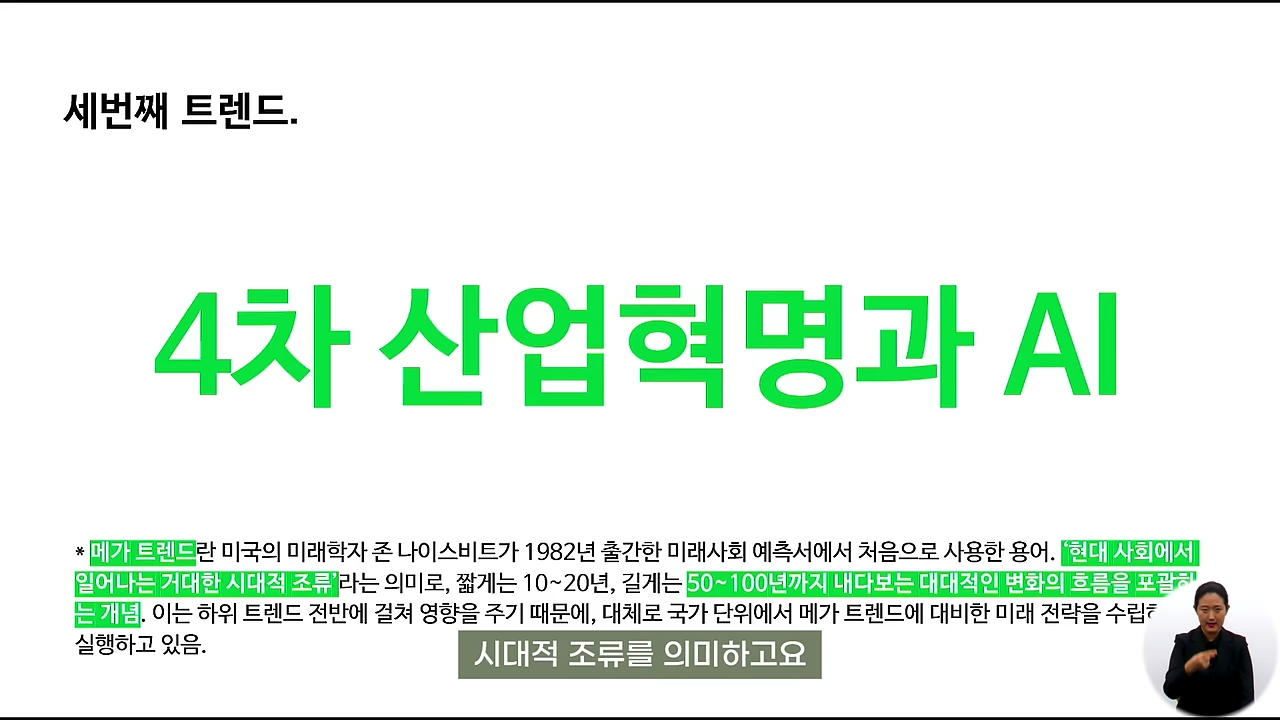 세번째 트렌드.
4차 산업혁명과 AI
* 메가 트렌드란 미국의 미래학자 존 나이스비트가 1982년 출간한 미래사회 예측서에서 처음으로 사용한 용어. ‘현대 사회에서
일어나는 거대한 시대적 조류’라는 의미로, 짧게는 10~20년, 길게는 50~100년까지 내다보는 대대적인 변화의 흐름을 포괄하
는 개념. 이는 하위 트렌드 전반에 걸쳐 영향을 주기 때문에, 대체로 국가 단위에서 메가 트렌드에 대비한 미래 전략을
실행하고 있음.
시대적 조류를 의미하고요